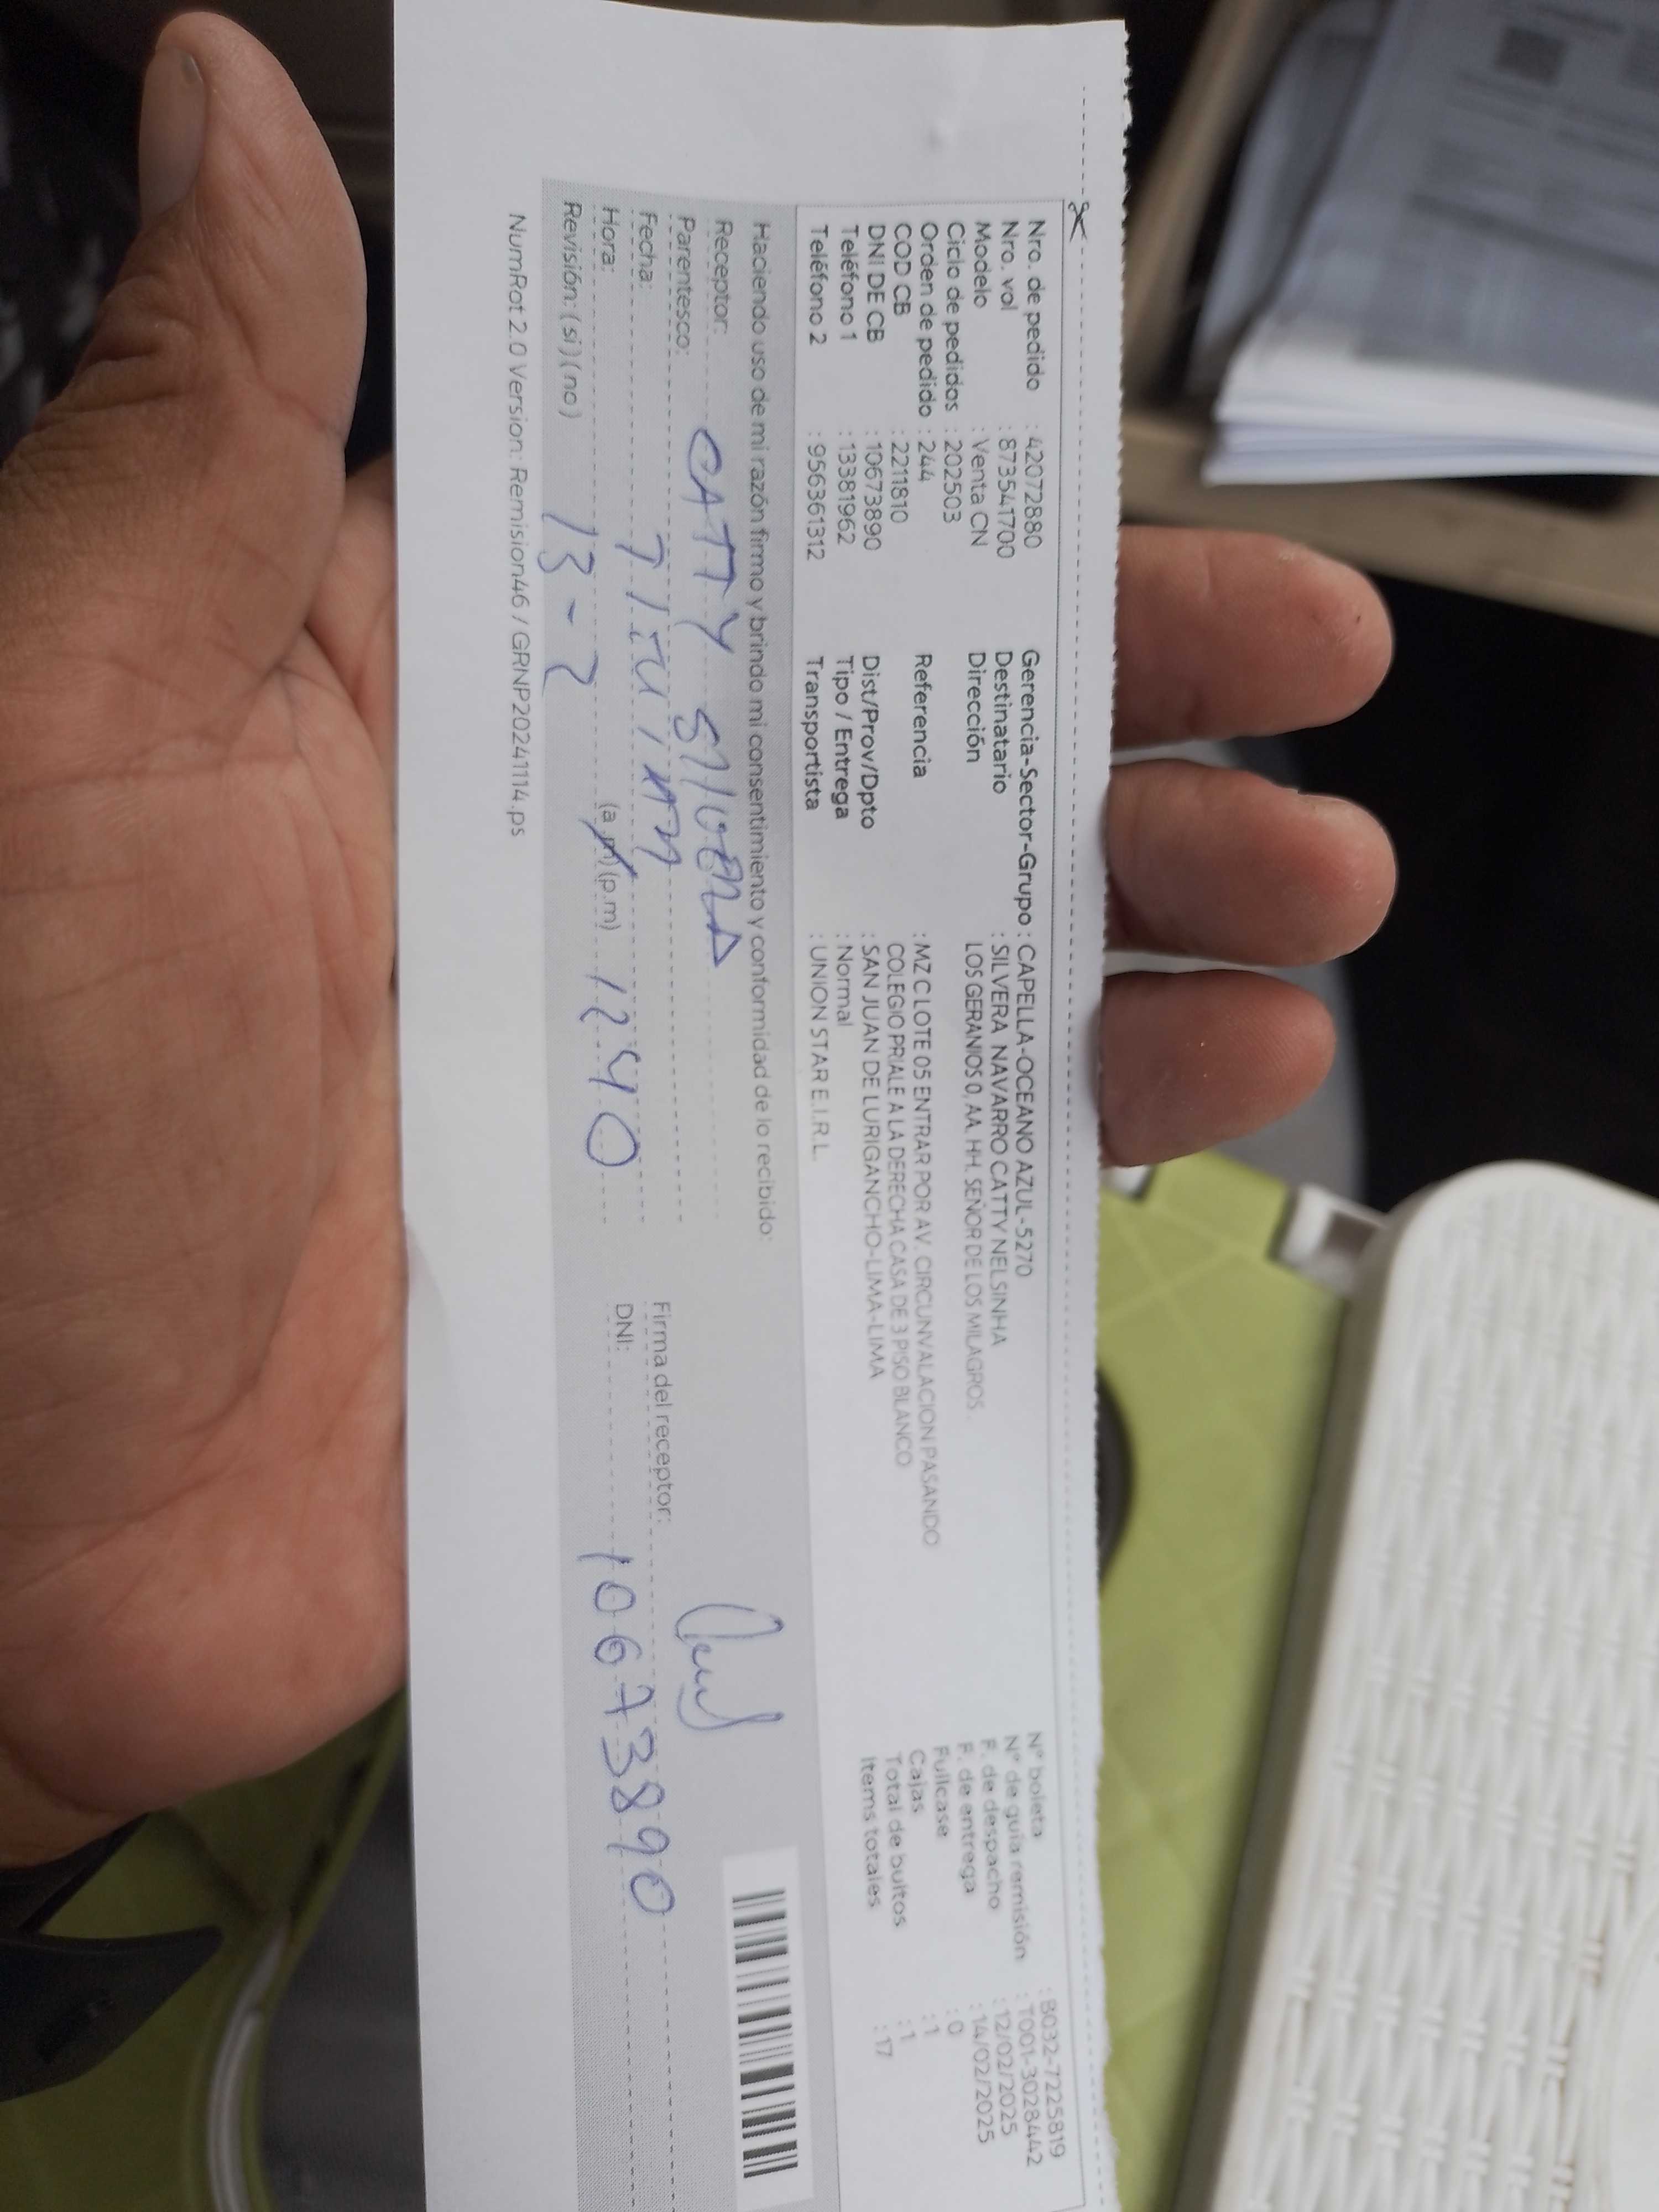 Nro. de pedido : 42072880
Nro. vol : 873541700
Modelo : Venta CN
Ciclo de pedidos : 202503
Orden de pedido : 244
COD CB : 2211810
DNI DE CB : 10673890
Teléfono 1 : 13381962
Teléfono 2 : 956361312
Gerencia-Sector-Grupo : CAPELLA-OCEANO AZUL-5270
Destinatario : SILVERA NAVARRO CATTY NELSINHA
Dirección LOS GERANIOS 0, AA. HH. SEÑOR DE LOS MILAGROS.
Referencia : MZ C LOTE 05 ENTRAR POR AV. CIRCUNVALACION PASANDO
COLEGIO PRIALE A LA DERECHA CASA DE 3 PISO BLANCO
Dist/Prov/Dpto : SAN JUAN DE LURIGANCHO-LIMA-LIMA
Tipo / Entrega : Normal
Transportista : UNION STAR E.I.R.L.
N° boleta : B032-7225819
N° de guía remisión : T001-3028442
F. de despacho : 12/02/2025
F. de entrega : 14/02/2025
Fullcase : 0
Cajas : 1
Total de bultos : 1
Items totales : 17
Haciendo uso de mi razón firmo y brindo mi consentimiento y conformidad de lo recibido:
Receptor: CATTY
Parentesco:
Fecha: 13-2
Hora: (a.m) (p.m) 1240
Revisión: (si) (no)
Firma del receptor:
DNI: 10673890
NumRot 2.0 Version: Remision46 / GRNP20241114.ps